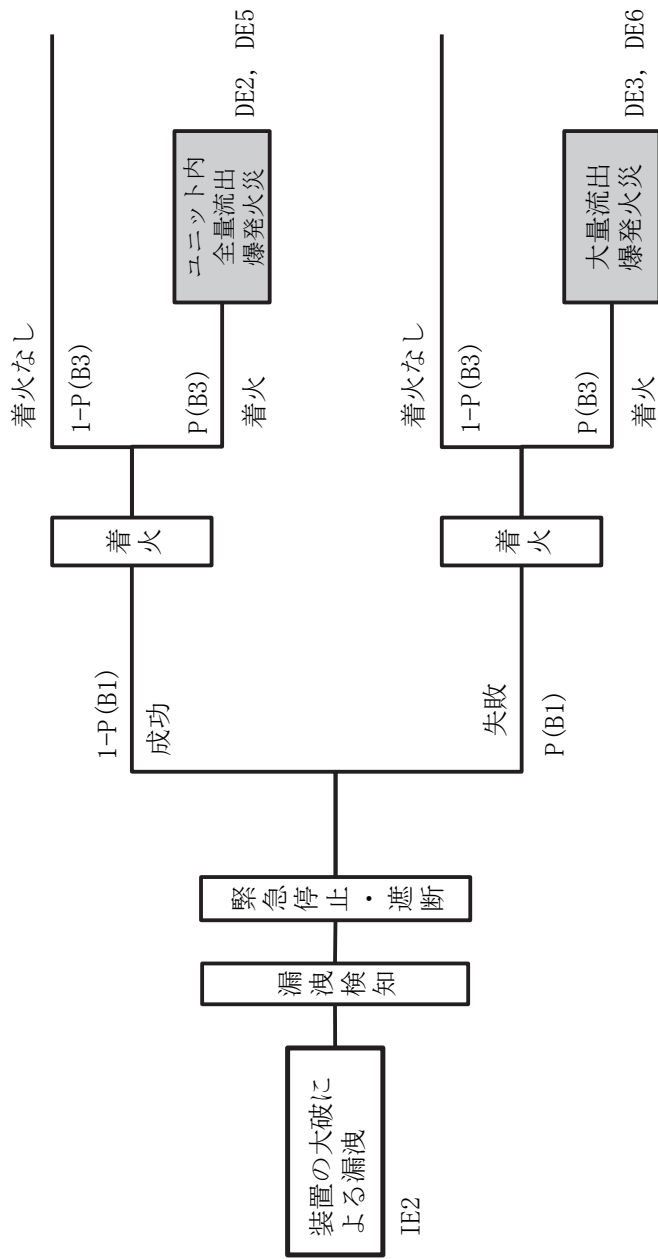 装置の大破に
よる漏洩
IE2
漏洩検知
緊急停止・遮断
1-P(B1)
成功
失敗
P(B1)
着火
着火なし
1-P(B3)
P(B3)
着火
ユニット内
全量流出
爆発火災
DE2, DE5
着火
着火なし
1-P(B3)
P(B3)
着火
大量流出
爆発火災
DE3, DE6